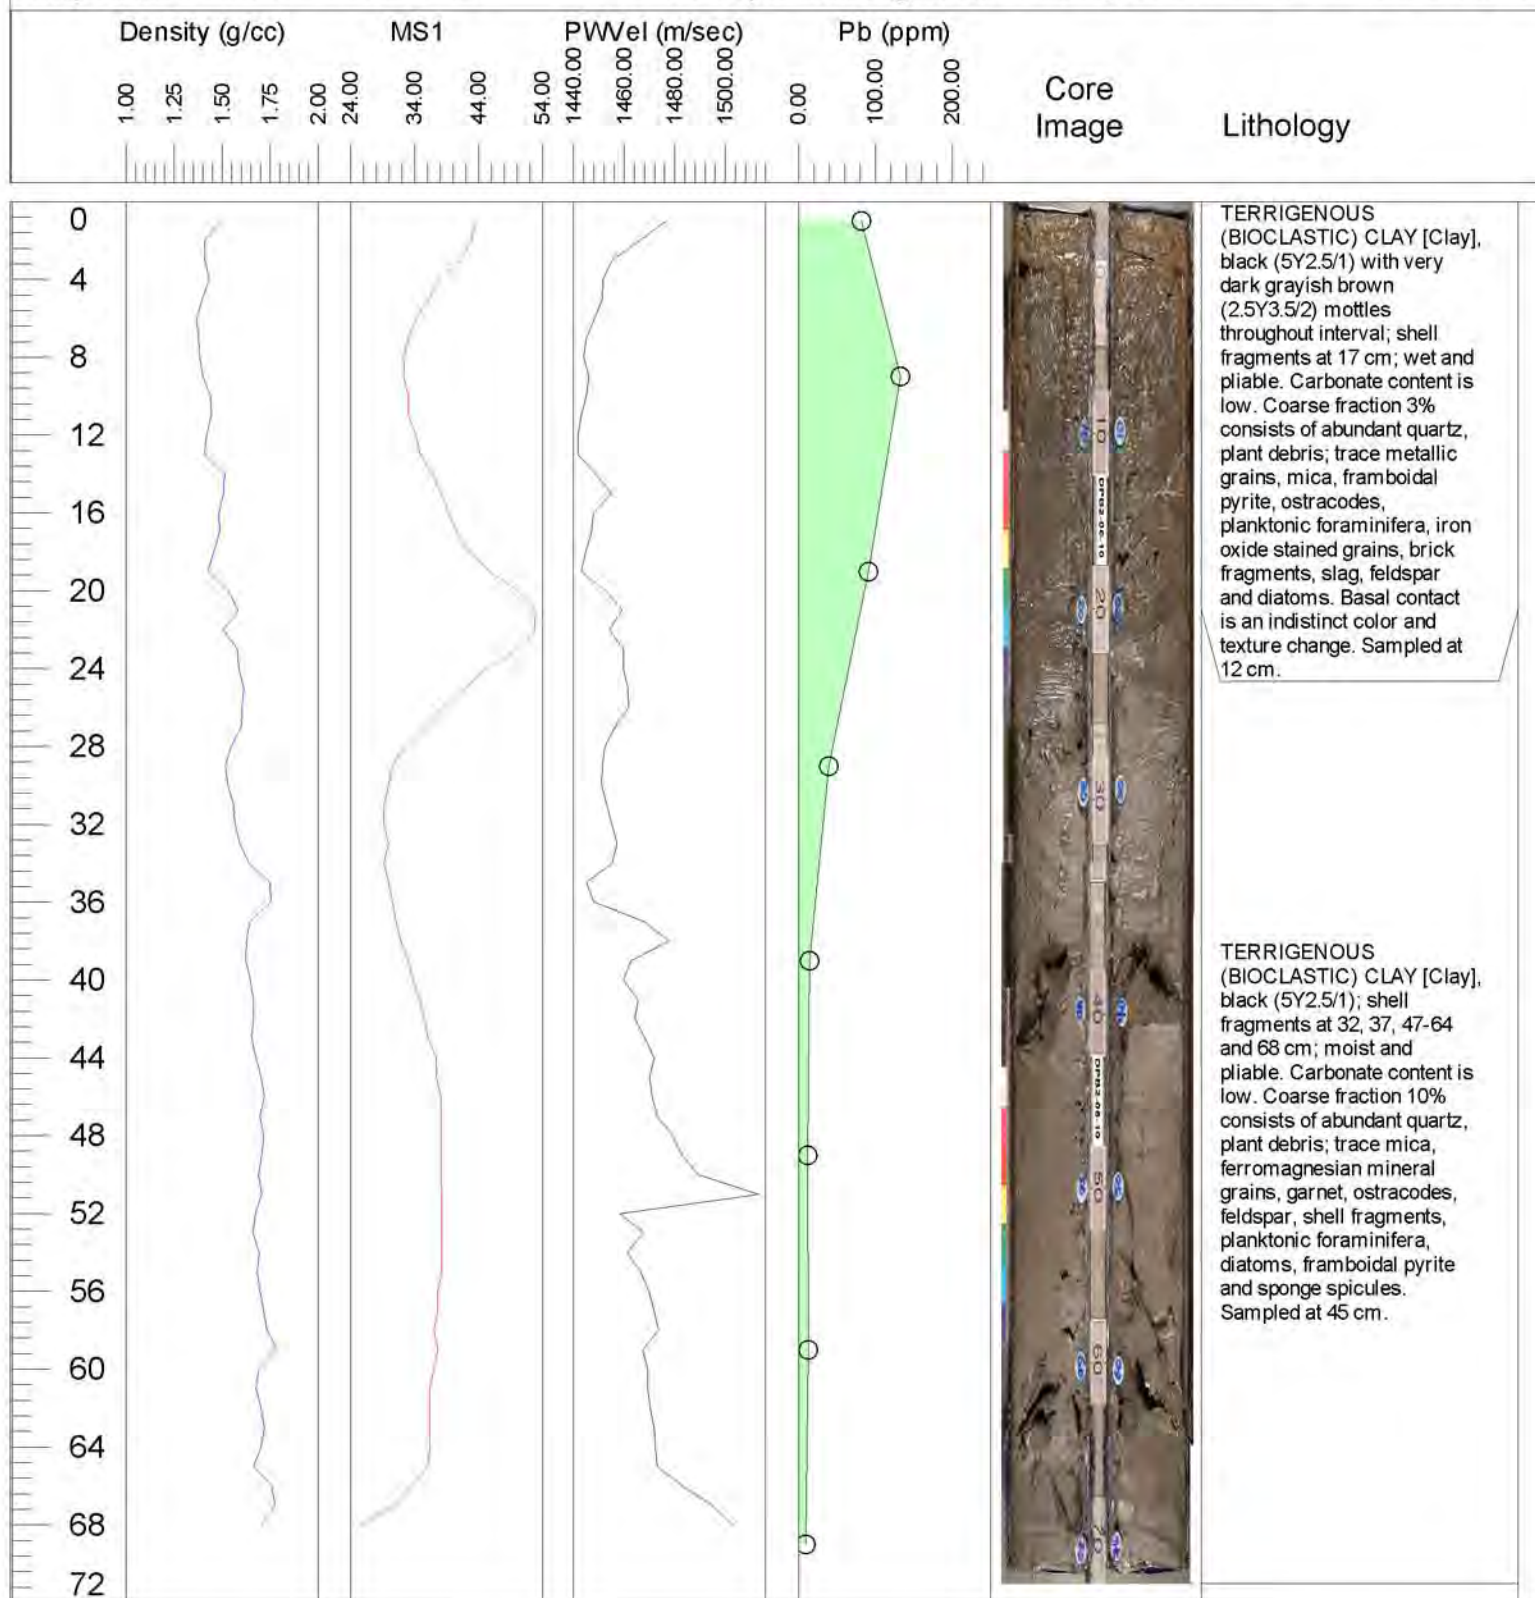 Density (g/cc)
MS1
PWVel (m/sec)
Pb (ppm)
1.00
1.25
1.50
1.75
2.00
24.00
34.00
44.00
54.00
1440.00
1460.00
1480.00
1500.00
0.00
100.00
200.00
Core
Image
Lithology
0
4
8
12
16
20
24
28
32
36
40
44
48
52
56
60
64
68
72
0
10
20
30
40
50
60
70
TERRIGENOUS
(BIOCLASTIC) CLAY [Clay],
black (5Y2.5/1) with very
dark grayish brown
(2.5Y3.5/2) mottles
throughout interval; shell
fragments at 17 cm; wet and
pliable. Carbonate content is
low. Coarse fraction 3%
consists of abundant quartz,
plant debris; trace metallic
grains, mica, framboidal
pyrite, ostracodes,
planktonic foraminifera, iron
oxide stained grains, brick
fragments, slag, feldspar
and diatoms. Basal contact
is an indistinct color and
texture change. Sampled at
12 cm.
TERRIGENOUS
(BIOCLASTIC) CLAY [Clay],
black (5Y2.5/1); shell
fragments at 32, 37, 47-64
and 68 cm; moist and
pliable. Carbonate content is
low. Coarse fraction 10%
consists of abundant quartz,
plant debris; trace mica,
ferromagnesian mineral
grains, garnet, ostracodes,
feldspar, shell fragments,
planktonic foraminifera,
diatoms, framboidal pyrite
and sponge spicules.
Sampled at 45 cm.